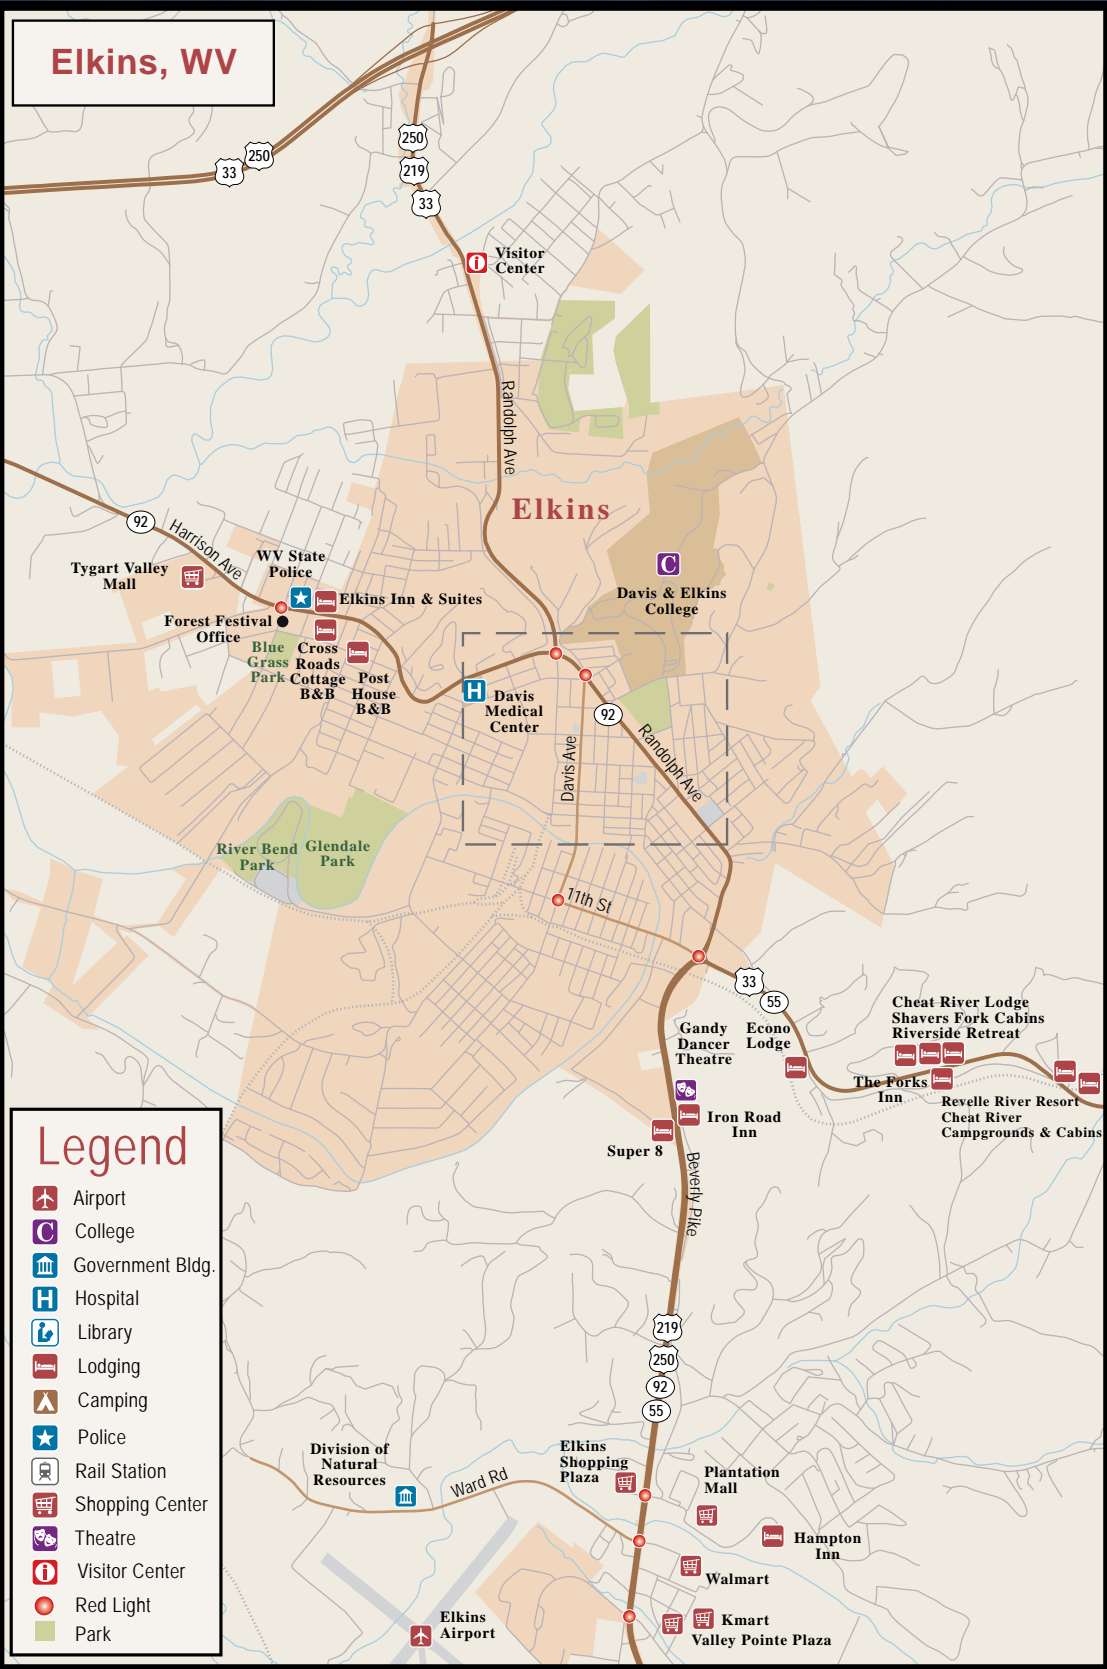 Elkins, WV
250
33
250
219
33
Visitor
Center
Randolph Ave
Elkins
92
Harrison Ave
Tygart Valley
Mall
WV State
Police
Elkins Inn & Suites
Forest Festival
Office
Blue
Grass
Park
Cross
Roads
Cottage
B&B
Post
House
B&B
C
Davis & Elkins
College
H
Davis
Medical
Center
92
Randolph Ave
Davis Ave
River Bend
Park
Glendale
Park
11th St
33
55
Gandy
Dancer
Theatre
Econo
Lodge
Cheat River Lodge
Shavers Fork Cabins
Riverside Retreat
The Forks
Inn
Revelle River Resort
Cheat River
Campgrounds & Cabins
Iron Road
Inn
Super 8
Beverly Pike
219
250
92
55
Legend
Airport
C College
Government Bldg.
H Hospital
Library
Lodging
Camping
Police
Rail Station
Shopping Center
Theatre
Visitor Center
Red Light
Park
Division of
Natural
Resources
Ward Rd
Elkins
Shopping
Plaza
Plantation
Mall
Hampton
Inn
Walmart
Kmart
Valley Pointe Plaza
Elkins
Airport